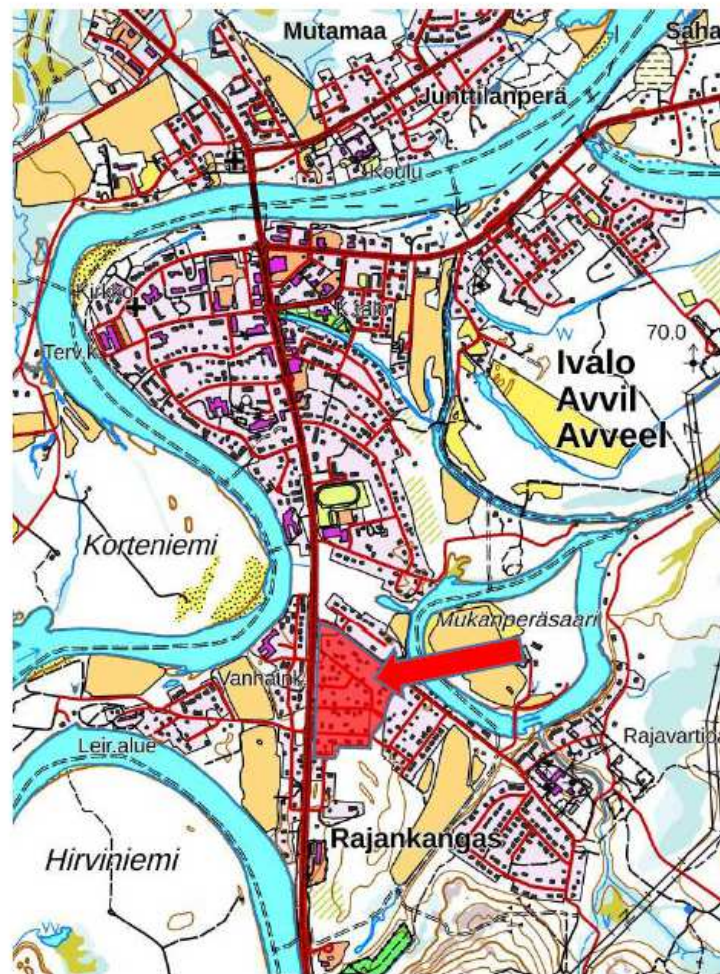 Mutamaa
Saha
Junttilanperä
Koulu
Kirkko
K.talo
Terv.k.
70.0
Ivalo
Avvil
Avveel
Korteniemi
Mukanperäsaari
Vanhaink.
Leir.alue
Rajavartioa
Rajankangas
Hirviniemi